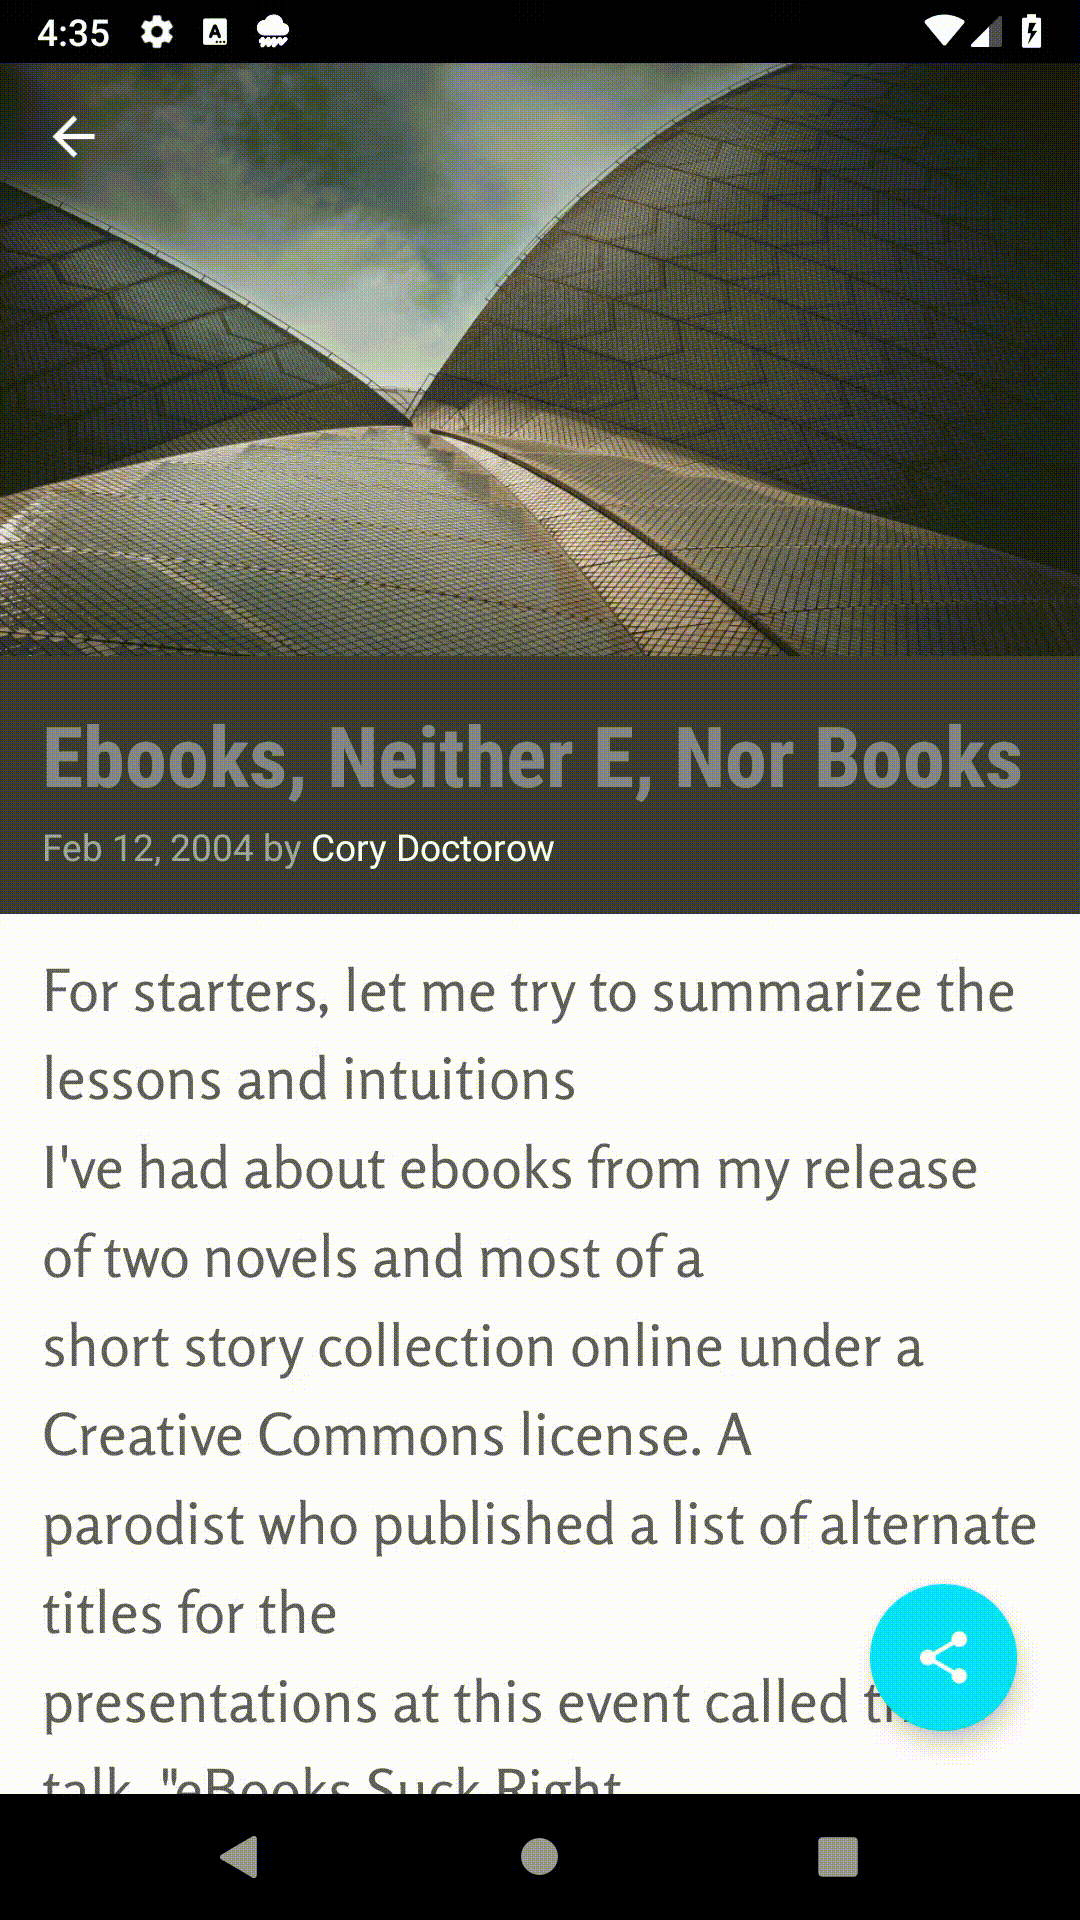 4:35
Ebooks, Neither E, Nor Books
Feb 12, 2004 by Cory Doctorow
For starters, let me try to summarize the
lessons and intuitions
I've had about ebooks from my release
of two novels and most of a
short story collection online under a
Creative Commons license. A
parodist who published a list of alternate
titles for the
presentations at this event called
talk, "eBooks Suck Right